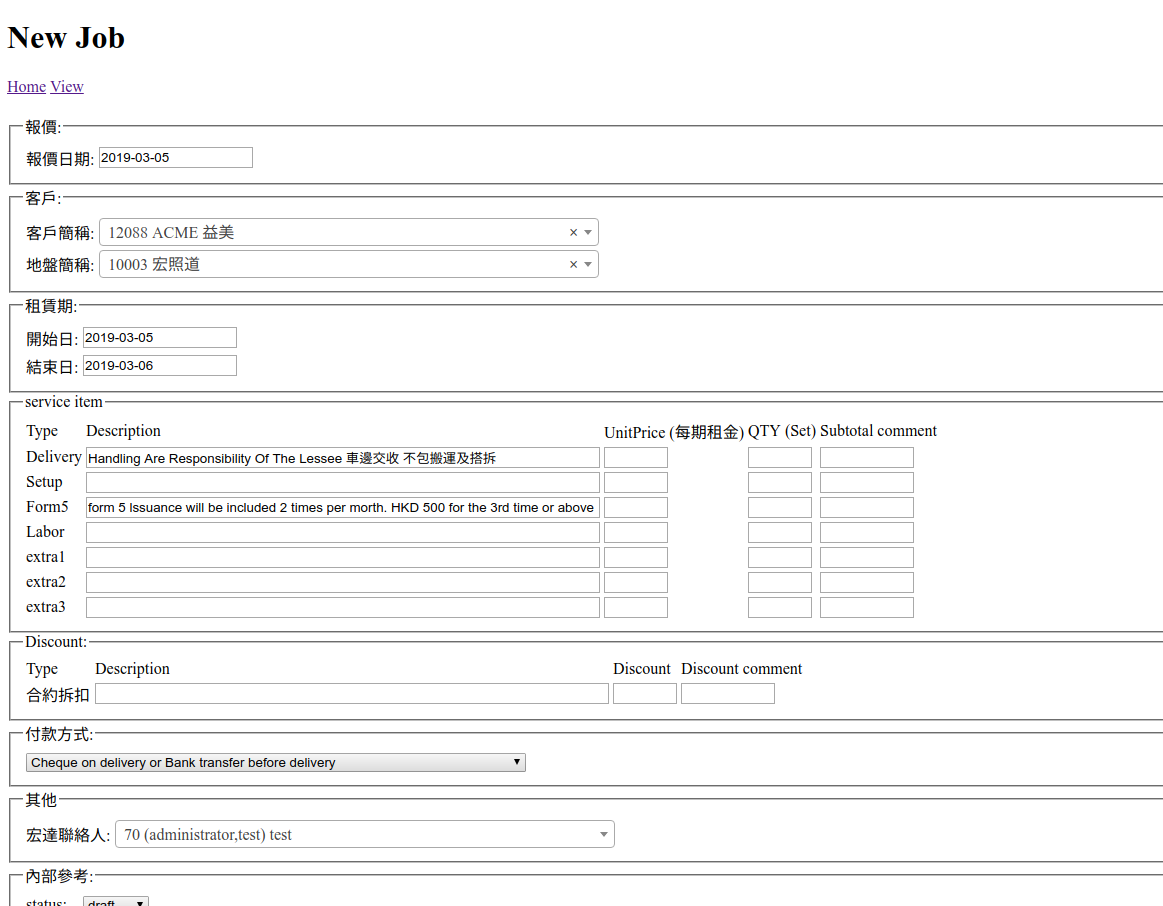 New Job
Home View
報價:
報價日期: 2019-03-05
客戶:
客戶簡稱: 12088 ACME 益美 × ▼
地盤簡稱: 10003 宏照道 × ▼
租賃期:
開始日: 2019-03-05
結束日: 2019-03-06
service item
Type Description UnitPrice (每期租金) QTY (Set) Subtotal comment
Delivery Handling Are Responsibility Of The Lessee 車邊交收 不包搬運及搭拆
Setup
Form5 form 5 Issuance will be included 2 times per morth. HKD 500 for the 3rd time or above
Labor
extra1
extra2
extra3
Discount:
Type Description Discount Discount comment
合約拆扣
付款方式:
Cheque on delivery or Bank transfer before delivery ▼
其他
宏達聯絡人: 70 (administrator,test) test ▼
內部參考:
status: draft ▼